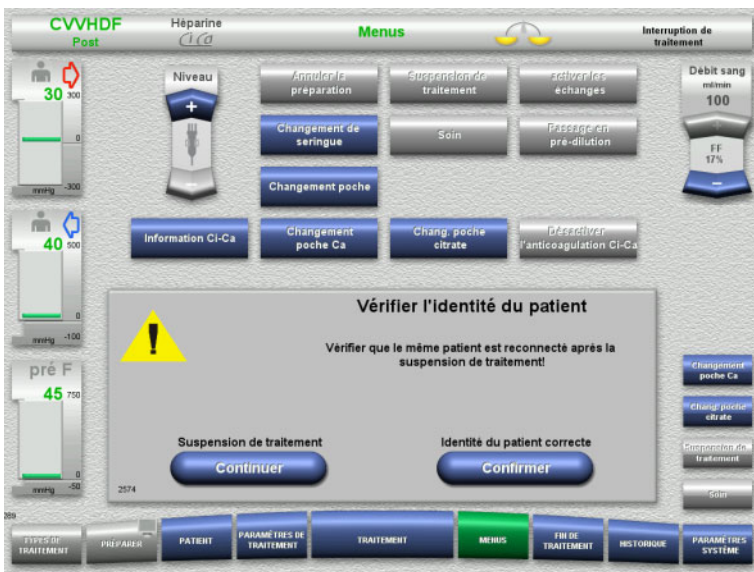 CVVHDF
Post
Héparine
Ci Ca
Menus
Interruption de
traitement
30
300
0
-300
mmHg
Niveau
+
−
Annuler la
préparation
Suspension de
traitement
activer les
échanges
Changement de
seringue
Soin
Passage en
pré-dilution
Changement poche
Débit sang
ml/min
100
+
FF
17%
−
40
500
0
-100
mmHg
Information Ci-Ca
Changement
poche Ca
Chang. poche
citrate
Désactiver
l'anticoagulation Ci-Ca
!
Vérifier l'identité du patient
Vérifier que le même patient est reconnecté après la
suspension de traitement!
Suspension de traitement
Continuer
Identité du patient correcte
Confirmer
2574
pré F
45
750
0
-50
mmHg
Changement
poche Ca
Chang. poche
citrate
Suspension de
traitement
Soin
289
TYPES DE
TRAITEMENT
PRÉPARER
PATIENT
PARAMÈTRES DE
TRAITEMENT
TRAITEMENT
MENUS
FIN DE
TRAITEMENT
HISTORIQUE
PARAMÈTRES
SYSTÈME